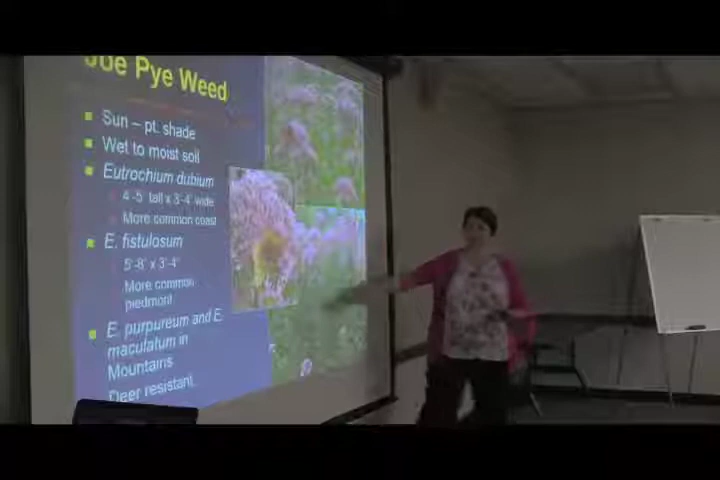 Joe Pye Weed
Sun – pt. shade
Wet to moist soil
Eutrochium dubium
4'-5' tall x 3'-4' wide
More common coast
E. fistulosum
5'-8' x 3'-4'
More common
piedmont
E. purpureum and E.
maculatum in
Mountains
Deer resistant